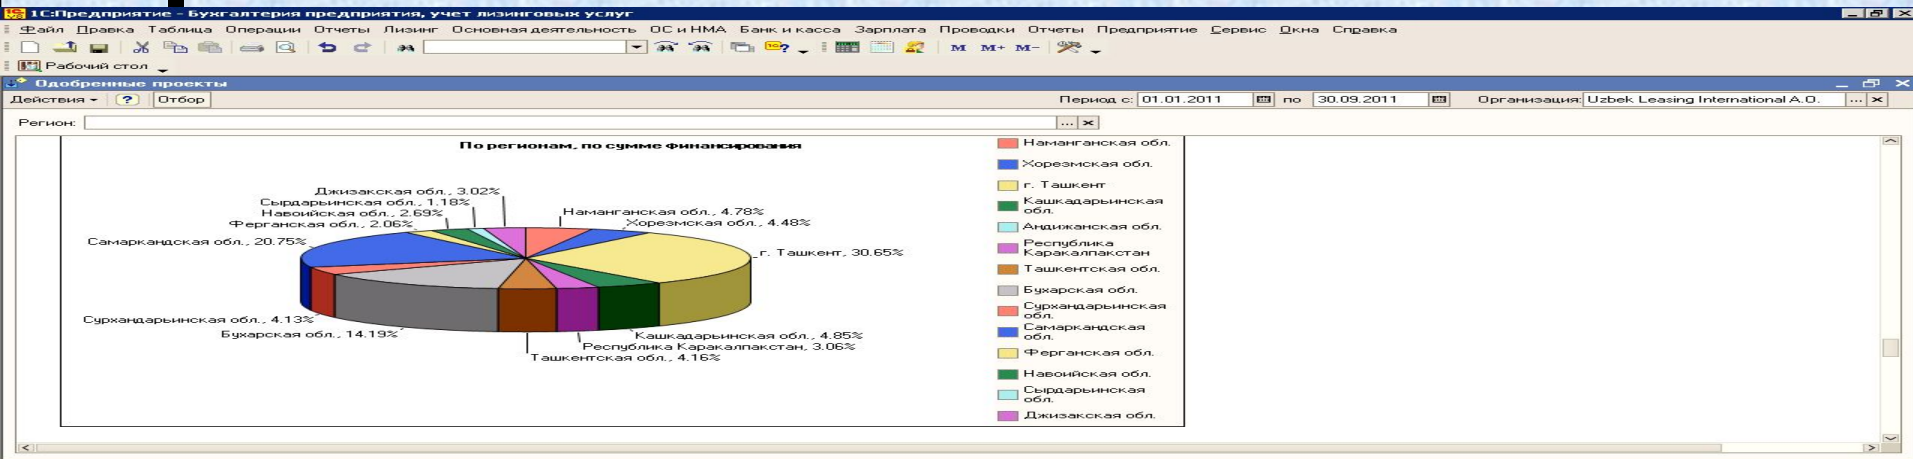 1С:Предприятие - Бухгалтерия предприятия, учет лизинговых услуг
Файл Правка Таблица Операции Отчеты Лизинг Основная деятельность ОС и НМА Банк и касса Зарплата Проводки Отчеты Предприятие Сервис Окна Справка
М М+ М-
Рабочий стол
Одобренные проекты
Действия Отбор Период с: 01.01.2011 по 30.09.2011 Организация: Uzbek Leasing International A.O. ...
Регион: ...
По регионам, по сумме финансирования
Джизакская обл., 3.02%
Сырдарьинская обл., 1.18%
Навоийская обл., 2.69%
Ферганская обл., 2.06%
Самаркандская обл., 20.75%
Наманганская обл., 4.78%
Хорезмская обл., 4.48%
г. Ташкент, 30.65%
Сурхандарьинская обл., 4.13%
Бухарская обл., 14.19%
Кашкадарьинская обл., 4.85%
Республика Каракалпакстан, 3.06%
Ташкентская обл., 4.16%
Наманганская обл.
Хорезмская обл.
г. Ташкент
Кашкадарьинская
обл.
Андижанская обл.
Республика
Каракалпакстан
Ташкентская обл.
Бухарская обл.
Сурхандарьинская
обл.
Самаркандская
обл.
Ферганская обл.
Навоийская обл.
Сырдарьинская
обл.
Джизакская обл.